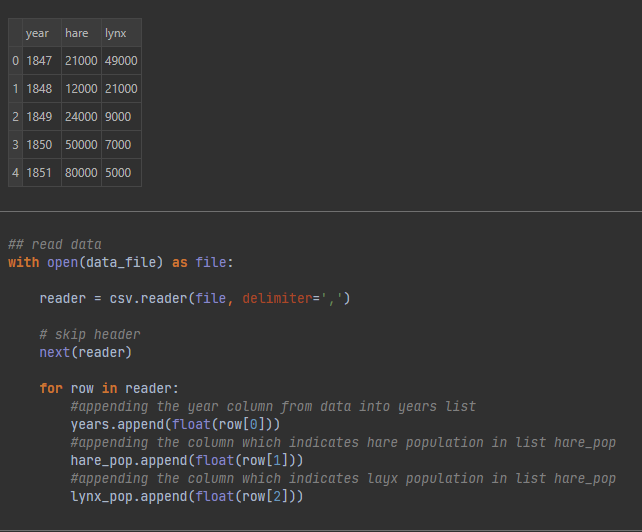 year hare lynx
0 1847 21000 49000
1 1848 12000 21000
2 1849 24000 9000
3 1850 50000 7000
4 1851 80000 5000
## read data
with open(data_file) as file:
reader = csv.reader(file, delimiter=',')
# skip header
next(reader)
for row in reader:
#appending the year column from data into years list
years.append(float(row[0]))
#appending the column which indicates hare population in list hare_pop
hare_pop.append(float(row[1]))
#appending the column which indicates layx population in list hare_pop
lynx_pop.append(float(row[2]))